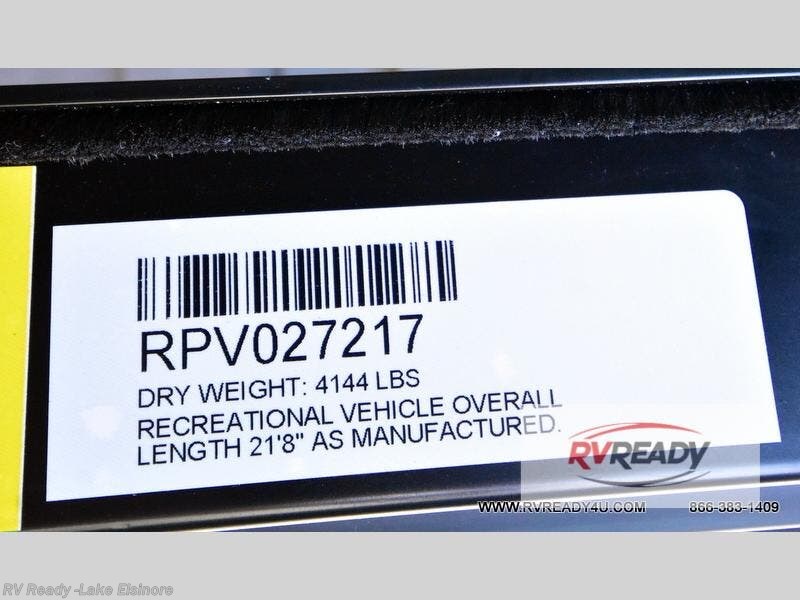 RPV027217
DRY WEIGHT: 4144 LBS
RECREATIONAL VEHICLE OVERALL
LENGTH 21'8" AS MANUFACTURED.
RVREADY
WWW.RVREADY4U.COM 866-383-1409
RV Ready -Lake Elsinore